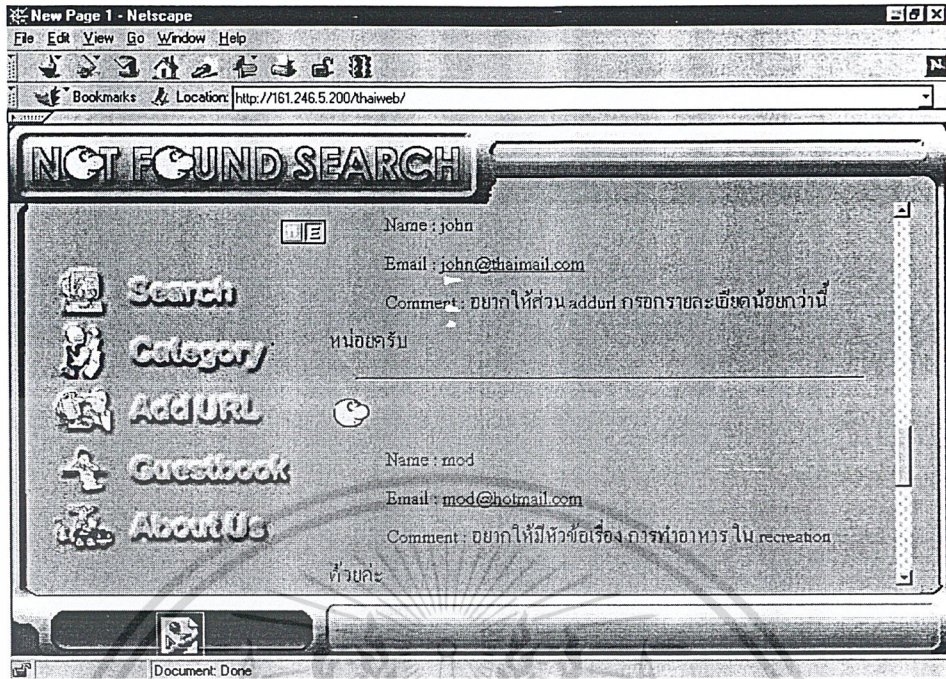 New Page 1 - Netscape
File Edit View Go Window Help
Bookmarks Location: http://161.246.5.200/thaiweb/
N
NOT FOUND SEARCH
E
Name : john
Email : john@thaimail.com
Comment : อยากให้ส่วน addurl กรอกรายละเอียดน้อยกว่านี้
หน่อยครับ
Search
Category
Add URL
Guestbook
About Us
Name : mod
Email : mod@hotmail.com
Comment : อยากให้มีหัวข้อเรื่อง การทำอาหาร ใน recreation
ด้วยค่ะ
Document: Done